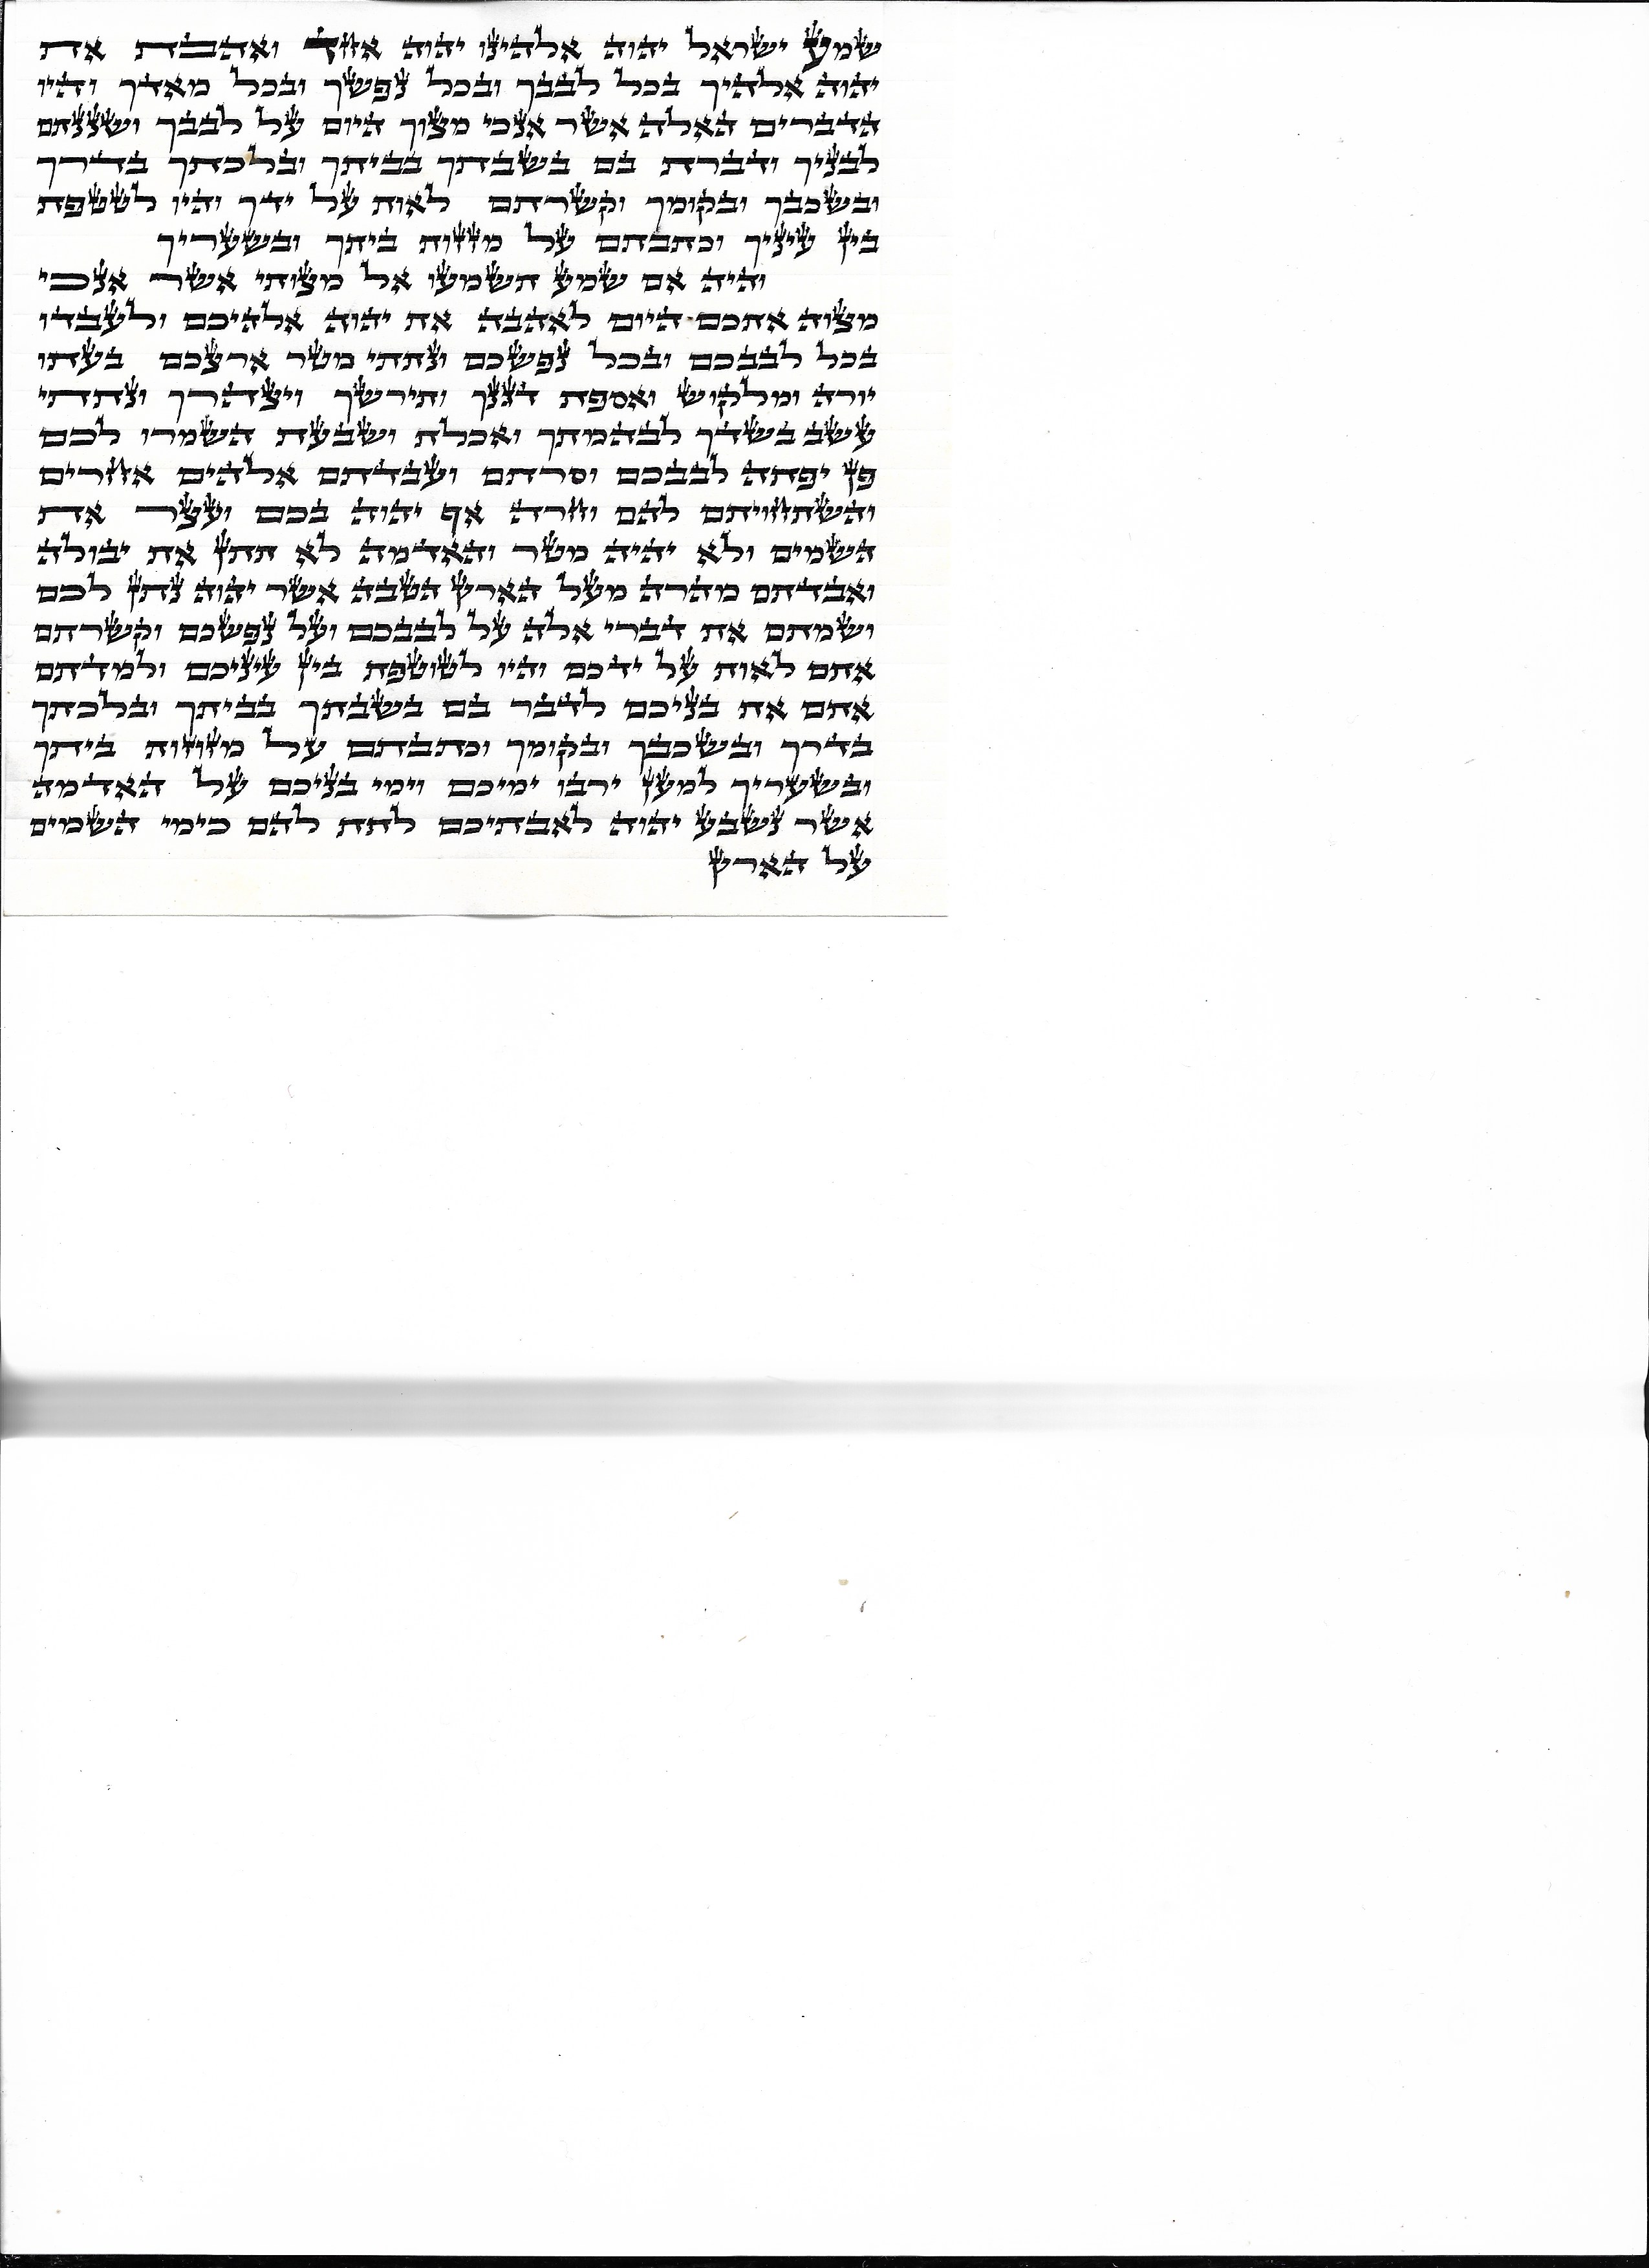 שמע ישראל יהוה אלהינו יהוה אחד ואהבת את
יהוה אלהיך בכל לבבך ובכל נפשך ובכל מאדך והיו
הדברים האלה אשר אנכי מצוך היום על לבבך ושננתם
לבניך ודברת בם בשבתך בביתך ובלכתך בדרך
ובשכבך ובקומך וקשרתם לאות על ידך והיו לטטפת
בין עיניך וכתבתם על מזזות ביתך ובשעריך
והיה אם שמע תשמעו אל מצותי אשר אנכי
מצוה אתכם היום לאהבה את יהוה אלהיכם ולעבדו
בכל לבבכם ובכל נפשכם ונתתי מטר ארצכם בעתו
יורה ומלקוש ואספת דגנך ותירשך ויצהרך ונתתי
עשב בשדך לבהמתך ואכלת ושבעת השמרו לכם
פן יפתה לבבכם וסרתם ועבדתם אלהים אחרים
והשתחויתם להם וחרה אף יהוה בכם ועצר את
השמים ולא יהיה מטר והאדמה לא תתן את יבולה
ואבדתם מהרה מעל הארץ הטבה אשר יהוה נתן לכם
ושמתם את דברי אלה על לבבכם ועל נפשכם וקשרתם
אתם לאות על ידכם והיו לטוטפת בין עיניכם ולמדתם
אתם את בניכם לדבר בם בשבתך בביתך ובלכתך
בדרך ובשכבך ובקומך וכתבתם על מזוזות ביתך
ובשעריך למען ירבו ימיכם וימי בניכם על האדמה
אשר נשבע יהוה לאבתיכם לתת להם כימי השמים
על הארץ